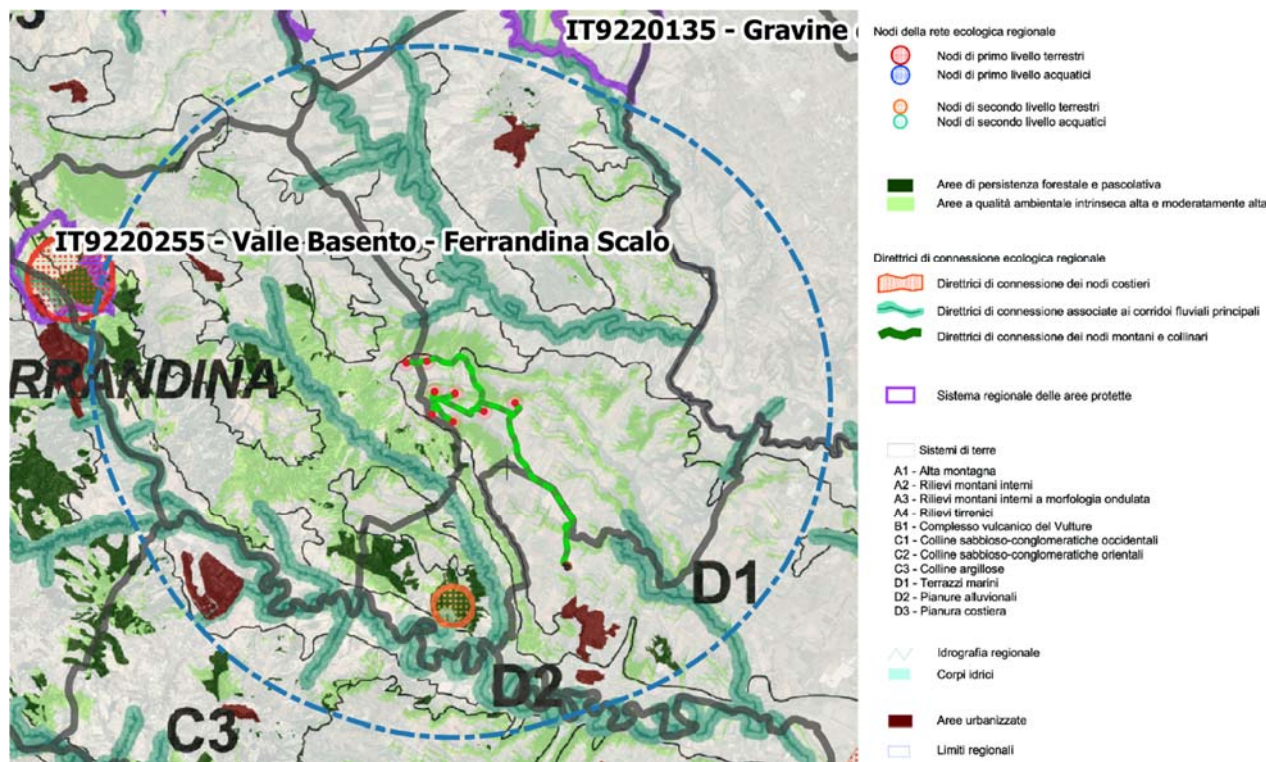 IT9220135 - Gravine
IT9220255 - Valle Basento - Ferrandina Scalo
RRANDINA
D1
D2
C3
Nodi della rete ecologica regionale
Nodi di primo livello terrestri
Nodi di primo livello acquatici
Nodi di secondo livello terrestri
Nodi di secondo livello acquatici
Aree di persistenza forestale e pascolativa
Aree a qualità ambientale intrinseca alta e moderatamente alta
Direttrici di connessione ecologica regionale
Direttrici di connessione dei nodi costieri
Direttrici di connessione associate ai corridoi fluviali principali
Direttrici di connessione dei nodi montani e collinari
Sistema regionale delle aree protette
Sistemi di terre
A1 - Alta montagna
A2 - Rilievi montani interni
A3 - Rilievi montani interni a morfologia ondulata
A4 - Rilievi tirrenici
B1 - Complesso vulcanico del Vulture
C1 - Colline sabbioso-conglomeratiche occidentali
C2 - Colline sabbioso-conglomeratiche orientali
C3 - Colline argillose
D1 - Terrazzi marini
D2 - Pianure alluvionali
D3 - Pianura costiera
Idrografia regionale
Corpi idrici
Aree urbanizzate
Limiti regionali